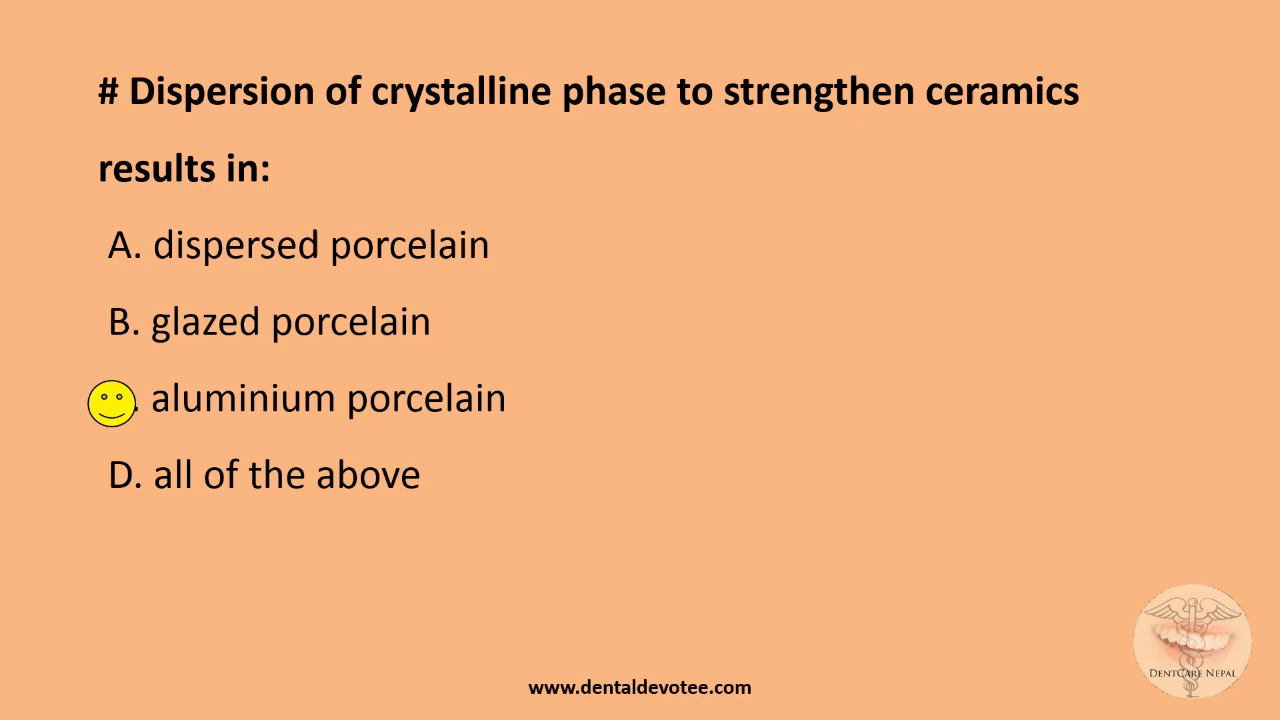 # Dispersion of crystalline phase to strengthen ceramics
results in:
A. dispersed porcelain
B. glazed porcelain
. aluminium porcelain
D. all of the above
DENTCARE NEPAL
www.dentaldevotee.com